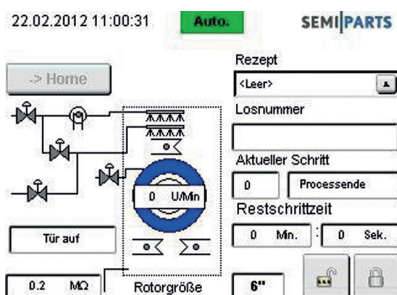 22.02.2012 11:00:31 Auto. SEMI|PARTS
-> Home
Rezept
<Leer>
Losnummer
Aktueller Schritt
0 Processende
Restschrittzeit
0 Min. : 0 Sek.
0 U/Min
Tür auf
0.2 MΩ
Rotorgröße
6"